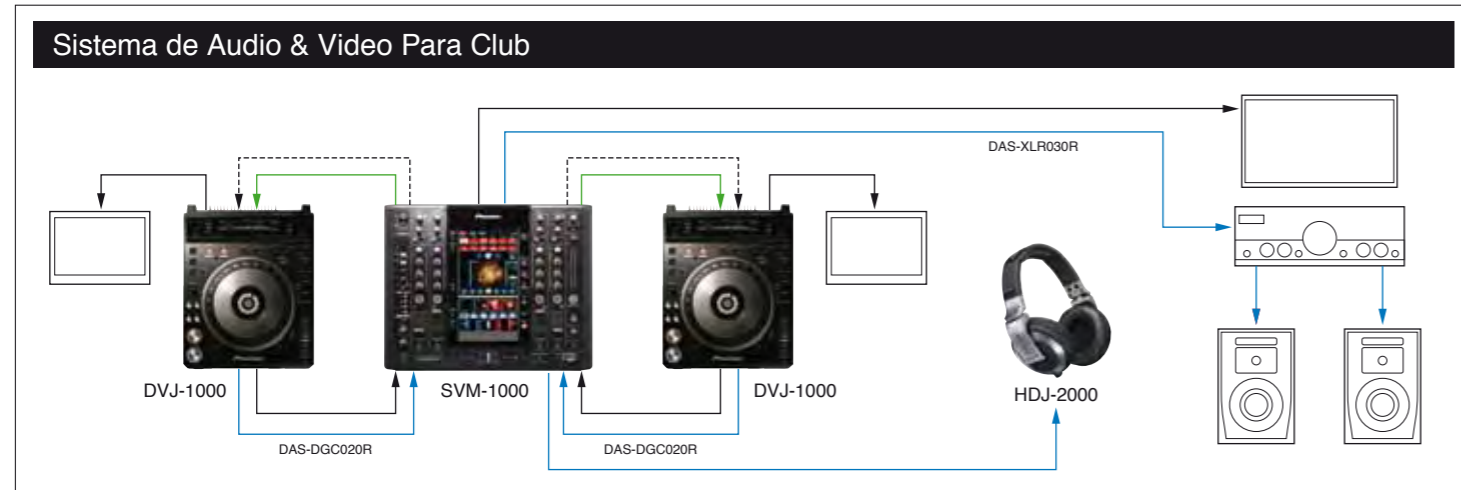 Sistema de Audio & Video Para Club
DAS-XLR030R
DVJ-1000
SVM-1000
DVJ-1000
HDJ-2000
DAS-DGC020R
DAS-DGC020R